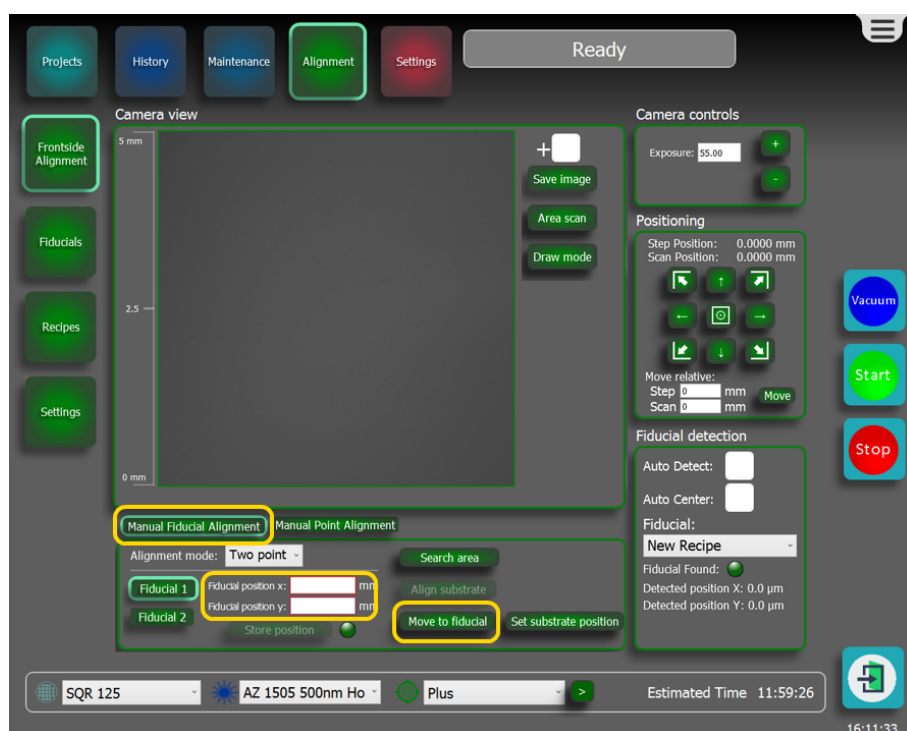 Projects
History
Maintenance
Alignment
Settings
Ready
Frontside
Alignment
Fiducials
Recipes
Settings
Camera view
5 mm
2.5
0 mm
+
Save image
Area scan
Draw mode
Camera controls
Exposure: 55.00
+
-
Positioning
Step Position: 0.0000 mm
Scan Position: 0.0000 mm
Move relative:
Step 0 mm
Scan 0 mm
Move
Fiducial detection
Auto Detect:
Auto Center:
Fiducial:
New Recipe
Fiducial Found:
Detected position X: 0.0 µm
Detected position Y: 0.0 µm
Vacuum
Start
Stop
Manual Fiducial Alignment
Manual Point Alignment
Alignment mode: Two point
Fiducial 1
Fiducial 2
Fiducial position x: mm
Fiducial position y: mm
Store position
Search area
Align substrate
Move to fiducial
Set substrate position
SQR 125
AZ 1505 500nm Ho
Plus
>
Estimated Time 11:59:26
16:11:33